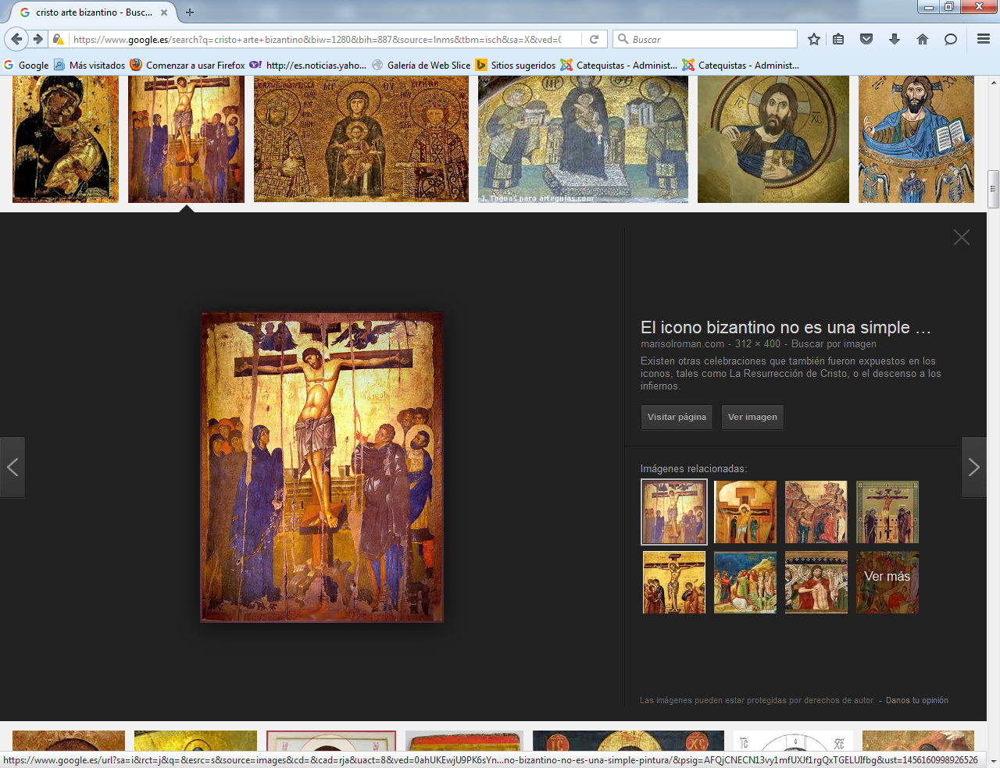 cristo arte bizantino - Busc...
https://www.google.es/search?q=cristo+arte+bizantino&biw=1280&bih=887&source=lnms&tbm=isch&sa=X&ved=0
Buscar
Google
Más visitados
Comenzar a usar Firefox
http://es.noticias.yaho...
Galería de Web Slice
Sitios sugeridos
Catequistas - Administ...
Catequistas - Administ...
J. Taguas para arteguias.com
El icono bizantino no es una simple ...
marisolroman.com - 312 × 400 - Buscar por imagen
Existen otras celebraciones que también fueron expuestos en los
iconos, tales como La Resurrección de Cristo, o el descenso a los
infiernos.
Visitar página
Ver imagen
Imágenes relacionadas:
Ver más
Las imágenes pueden estar protegidas por derechos de autor. - Danos tu opinión
https://www.google.es/url?sa=i&rct=j&q=&esrc=s&source=images&cd=&cad=rja&uact=8&ved=0ahUKEwjU9PK6sYn...no-bizantino-no-es-una-simple-pintura/&psig=AFQjCNECN13vy1mfUXJf1rgQxTGELUIfbg&ust=1456160998926526